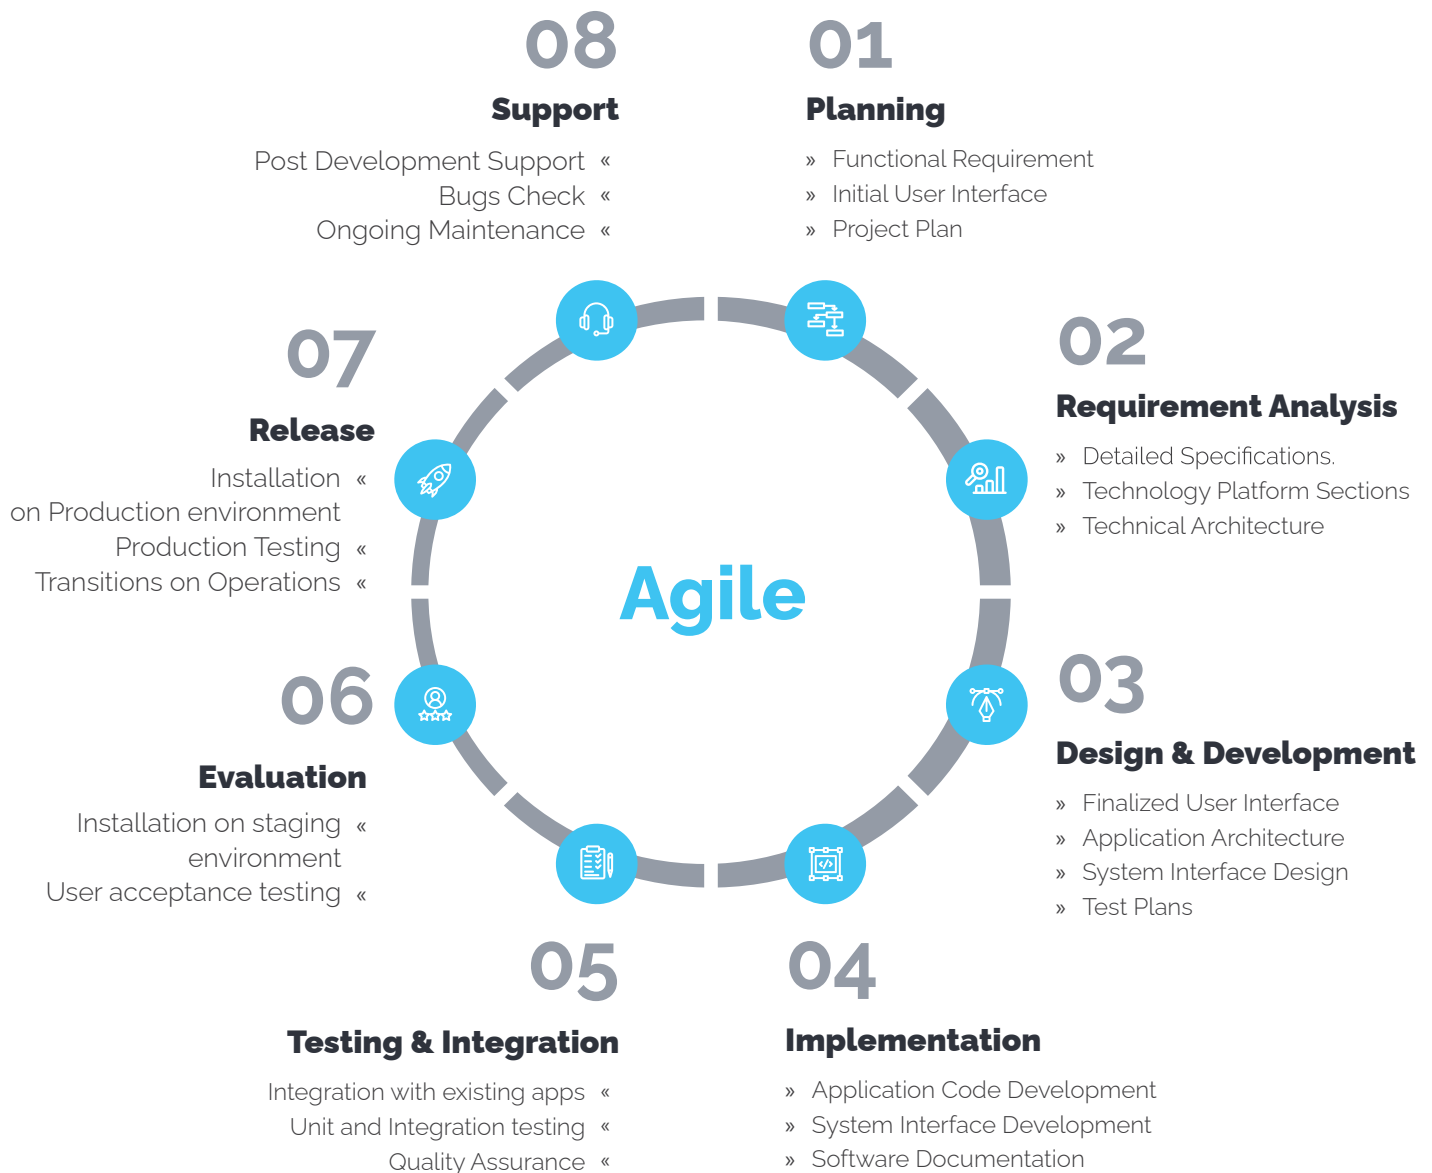 08
Support
Post Development Support «
Bugs Check «
Ongoing Maintenance «
01
Planning
» Functional Requirement
» Initial User Interface
» Project Plan
02
Requirement Analysis
» Detailed Specifications.
» Technology Platform Sections
» Technical Architecture
03
Design & Development
» Finalized User Interface
» Application Architecture
» System Interface Design
» Test Plans
04
Implementation
» Application Code Development
» System Interface Development
» Software Documentation
05
Testing & Integration
Integration with existing apps «
Unit and Integration testing «
Quality Assurance «
06
Evaluation
Installation on staging «
environment
User acceptance testing «
07
Release
Installation «
on Production environment
Production Testing «
Transitions on Operations «
Agile